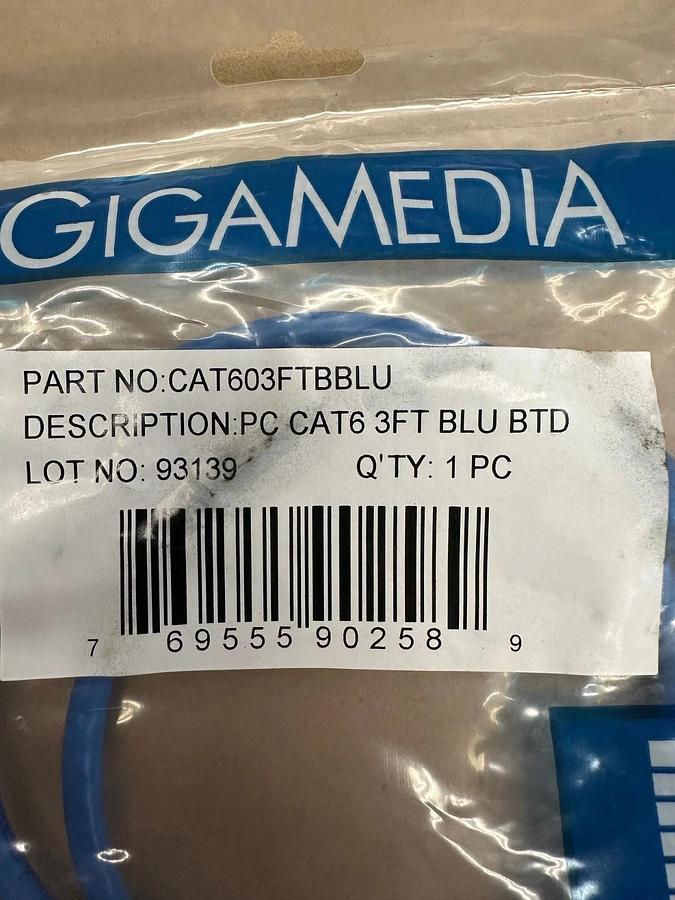 GIGAMEDIA
PART NO:CAT603FTBBLU
DESCRIPTION:PC CAT6 3FT BLU BTD
LOT NO: 93139 Q'TY: 1 PC
7 69555 90258 9